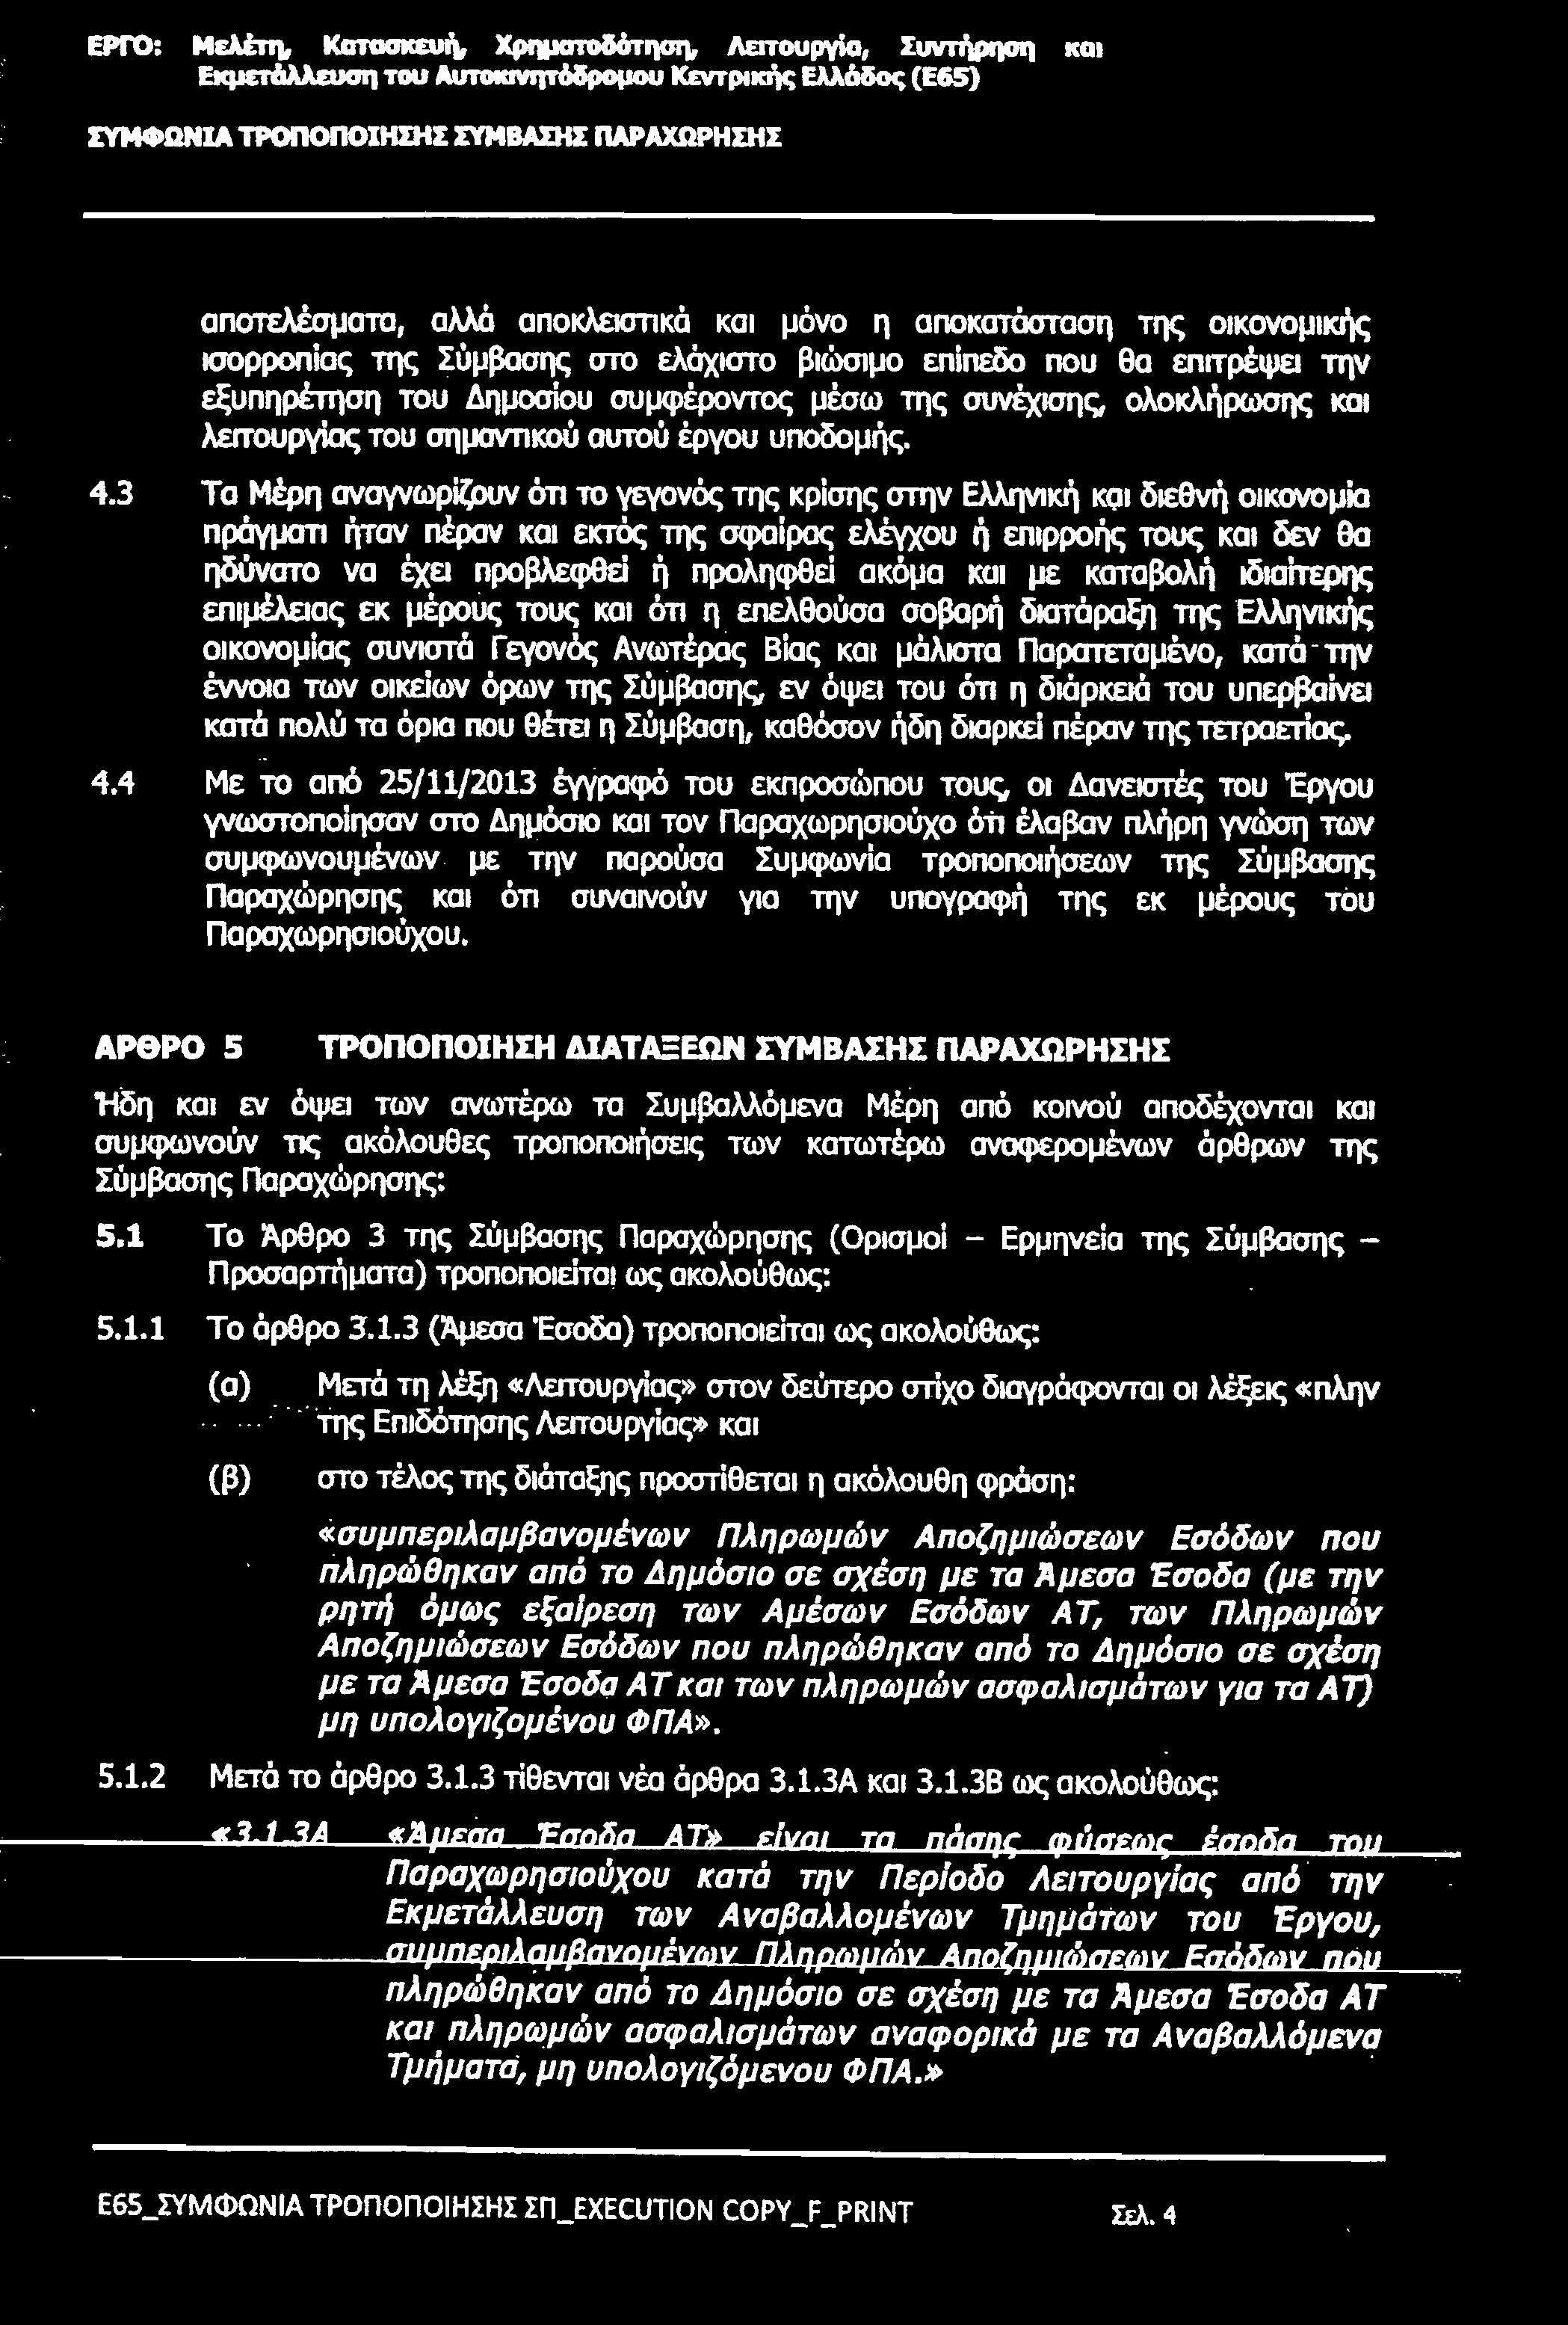 ΕΡΓΟ: Μελέτη, Κατασκευή, Χρηματοδότηση, Λειτουργία, Συντήρηση και
Εκμετάλλευση του Αυτοκινητόδρομου Κεντρικής Ελλάδος (Ε65)
ΣΥΜΦΩΝΙΑ ΤΡΟΠΟΠΟΙΗΣΗΣ ΣΥΜΒΑΣΗΣ ΠΑΡΑΧΩΡΗΣΗΣ
αποτελέσματα, αλλά αποκλειστικά και μόνο η αποκατάσταση της οικονομικής
ισορροπίας της Σύμβασης στο ελάχιστο βιώσιμο επίπεδο που θα επιτρέψει την
εξυπηρέτηση του Δημοσίου συμφέροντος μέσω της συνέχισης, ολοκλήρωσης και
λειτουργίας του σημαντικού αυτού έργου υποδομής.
4.3 Τα Μέρη αναγνωρίζουν ότι το γεγονός της κρίσης στην Ελληνική και διεθνή οικονομία
πράγματι ήταν πέραν και εκτός της σφαίρας ελέγχου ή επιρροής τους και δεν θα
ηδύνατο να έχει προβλεφθεί ή προληφθεί ακόμα και με καταβολή ιδιαίτερης
επιμέλειας εκ μέρους τους και ότι η επελθούσα σοβαρή διατάραξη της Ελληνικής
οικονομίας συνιστά Γεγονός Ανωτέρας Βίας και μάλιστα Παρατεταμένο, κατά την
έννοια των οικείων όρων της Σύμβασης, εν όψει του ότι η διάρκειά του υπερβαίνει
κατά πολύ τα όρια που θέτει η Σύμβαση, καθόσον ήδη διαρκεί πέραν της τετραετίας.
4.4 Με το από 25/11/2013 έγγραφό του εκπροσώπου τους, οι Δανειστές του Έργου
γνωστοποίησαν στο Δημόσιο και τον Παραχωρησιούχο ότι έλαβαν πλήρη γνώση των
συμφωνουμένων με την παρούσα Συμφωνία τροποποιήσεων της Σύμβασης
Παραχώρησης και ότι συναινούν για την υπογραφή της εκ μέρους του
Παραχωρησιούχου.
ΑΡΘΡΟ 5 ΤΡΟΠΟΠΟΙΗΣΗ ΔΙΑΤΑΞΕΩΝ ΣΥΜΒΑΣΗΣ ΠΑΡΑΧΩΡΗΣΗΣ
Ήδη και εν όψει των ανωτέρω τα Συμβαλλόμενα Μέρη από κοινού αποδέχονται και
συμφωνούν τις ακόλουθες τροποποιήσεις των κατωτέρω αναφερομένων άρθρων της
Σύμβασης Παραχώρησης:
5.1 Το Άρθρο 3 της Σύμβασης Παραχώρησης (Ορισμοί – Ερμηνεία της Σύμβασης –
Προσαρτήματα) τροποποιείται ως ακολούθως:
5.1.1 Το άρθρο 3.1.3 (Άμεσα Έσοδα) τροποποιείται ως ακολούθως:
(α) Μετά τη λέξη «Λειτουργίας» στον δεύτερο στίχο διαγράφονται οι λέξεις «πλην
της Επιδότησης Λειτουργίας» και
(β) στο τέλος της διάταξης προστίθεται η ακόλουθη φράση:
«συμπεριλαμβανομένων Πληρωμών Αποζημιώσεων Εσόδων που
πληρώθηκαν από το Δημόσιο σε σχέση με τα Άμεσα Έσοδα (με την
ρητή όμως εξαίρεση των Αμέσων Εσόδων ΑΤ, των Πληρωμών
Αποζημιώσεων Εσόδων που πληρώθηκαν από το Δημόσιο σε σχέση
με τα Άμεσα Έσοδα ΑΤ και των πληρωμών ασφαλισμάτων για τα ΑΤ)
μη υπολογιζομένου ΦΠΑ».
5.1.2 Μετά το άρθρο 3.1.3 τίθενται νέα άρθρα 3.1.3Α και 3.1.3Β ως ακολούθως:
«3.1.3Α «Άμεσα Έσοδα ΑΤ» είναι τα πάσης φύσεως έσοδα του
Παραχωρησιούχου κατά την Περίοδο Λειτουργίας από την
Εκμετάλλευση των Αναβαλλομένων Τμημάτων του Έργου,
συμπεριλαμβανομένων Πληρωμών Αποζημιώσεων Εσόδων που
πληρώθηκαν από το Δημόσιο σε σχέση με τα Άμεσα Έσοδα ΑΤ
και πληρωμών ασφαλισμάτων αναφορικά με τα Αναβαλλόμενα
Τμήματα, μη υπολογιζόμενου ΦΠΑ.»
Ε65_ΣΥΜΦΩΝΙΑ ΤΡΟΠΟΠΟΙΗΣΗΣ ΣΠ_EXECUTION COPY_F_PRINT Σελ. 4